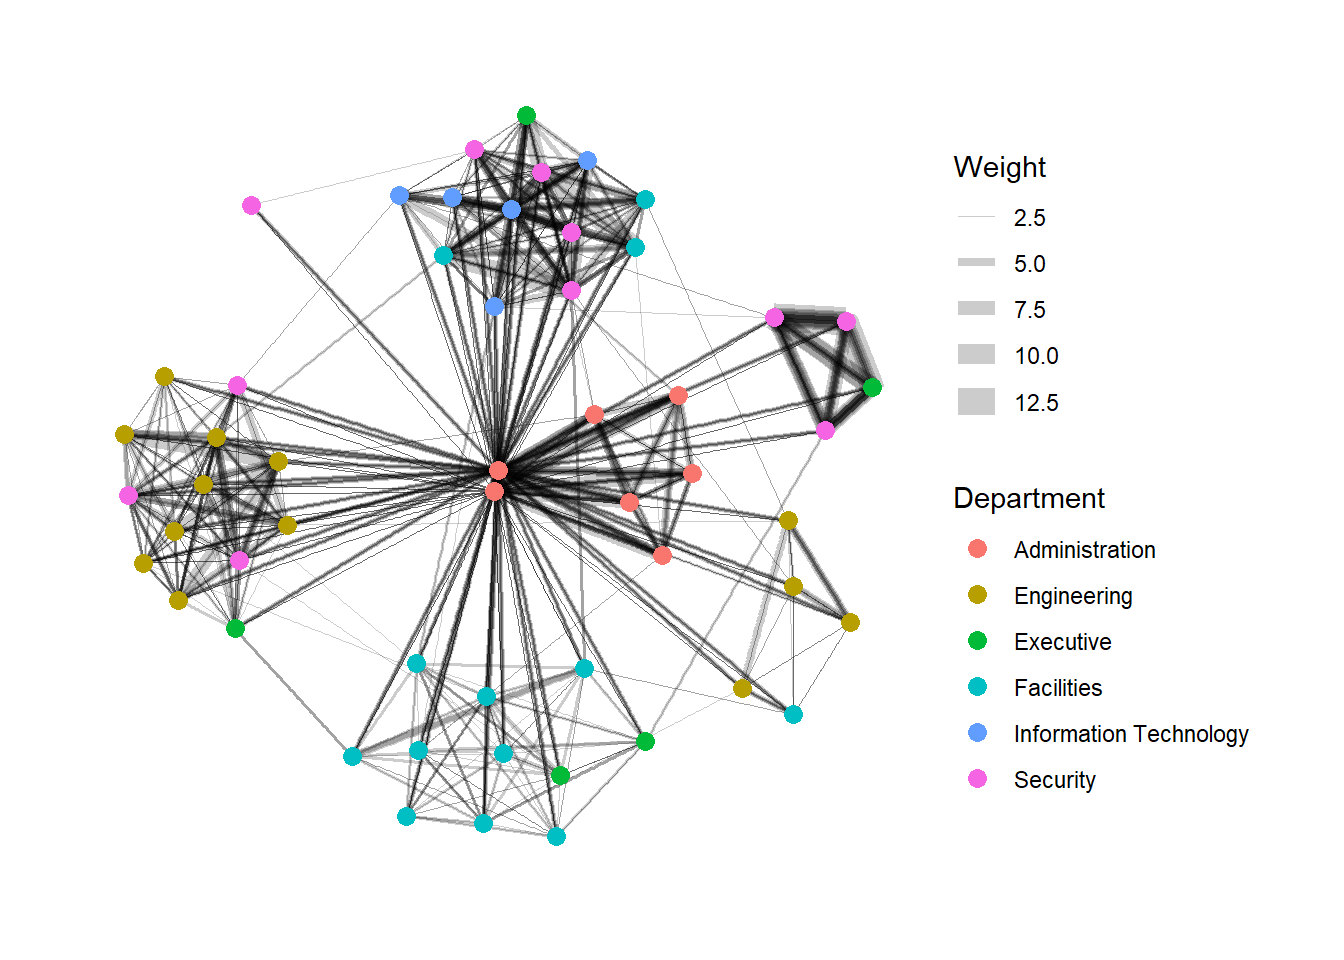 Weight
2.5
5.0
7.5
10.0
12.5
Department
Administration
Engineering
Executive
Facilities
Information Technology
Security